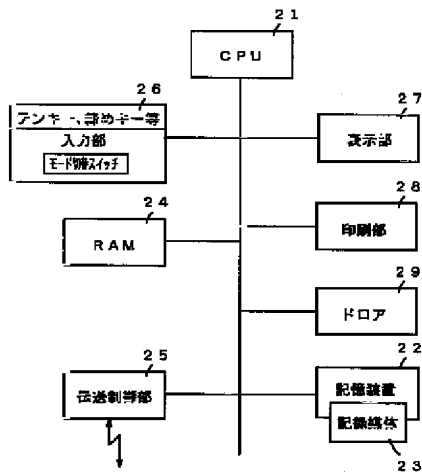 21
CPU
26
テンキー、締めキー等
入力部
モード切替スイッチ
27
表示部
24
RAM
28
印刷部
29
ドロア
25
伝送制御部
22
記憶装置
記録媒体
23